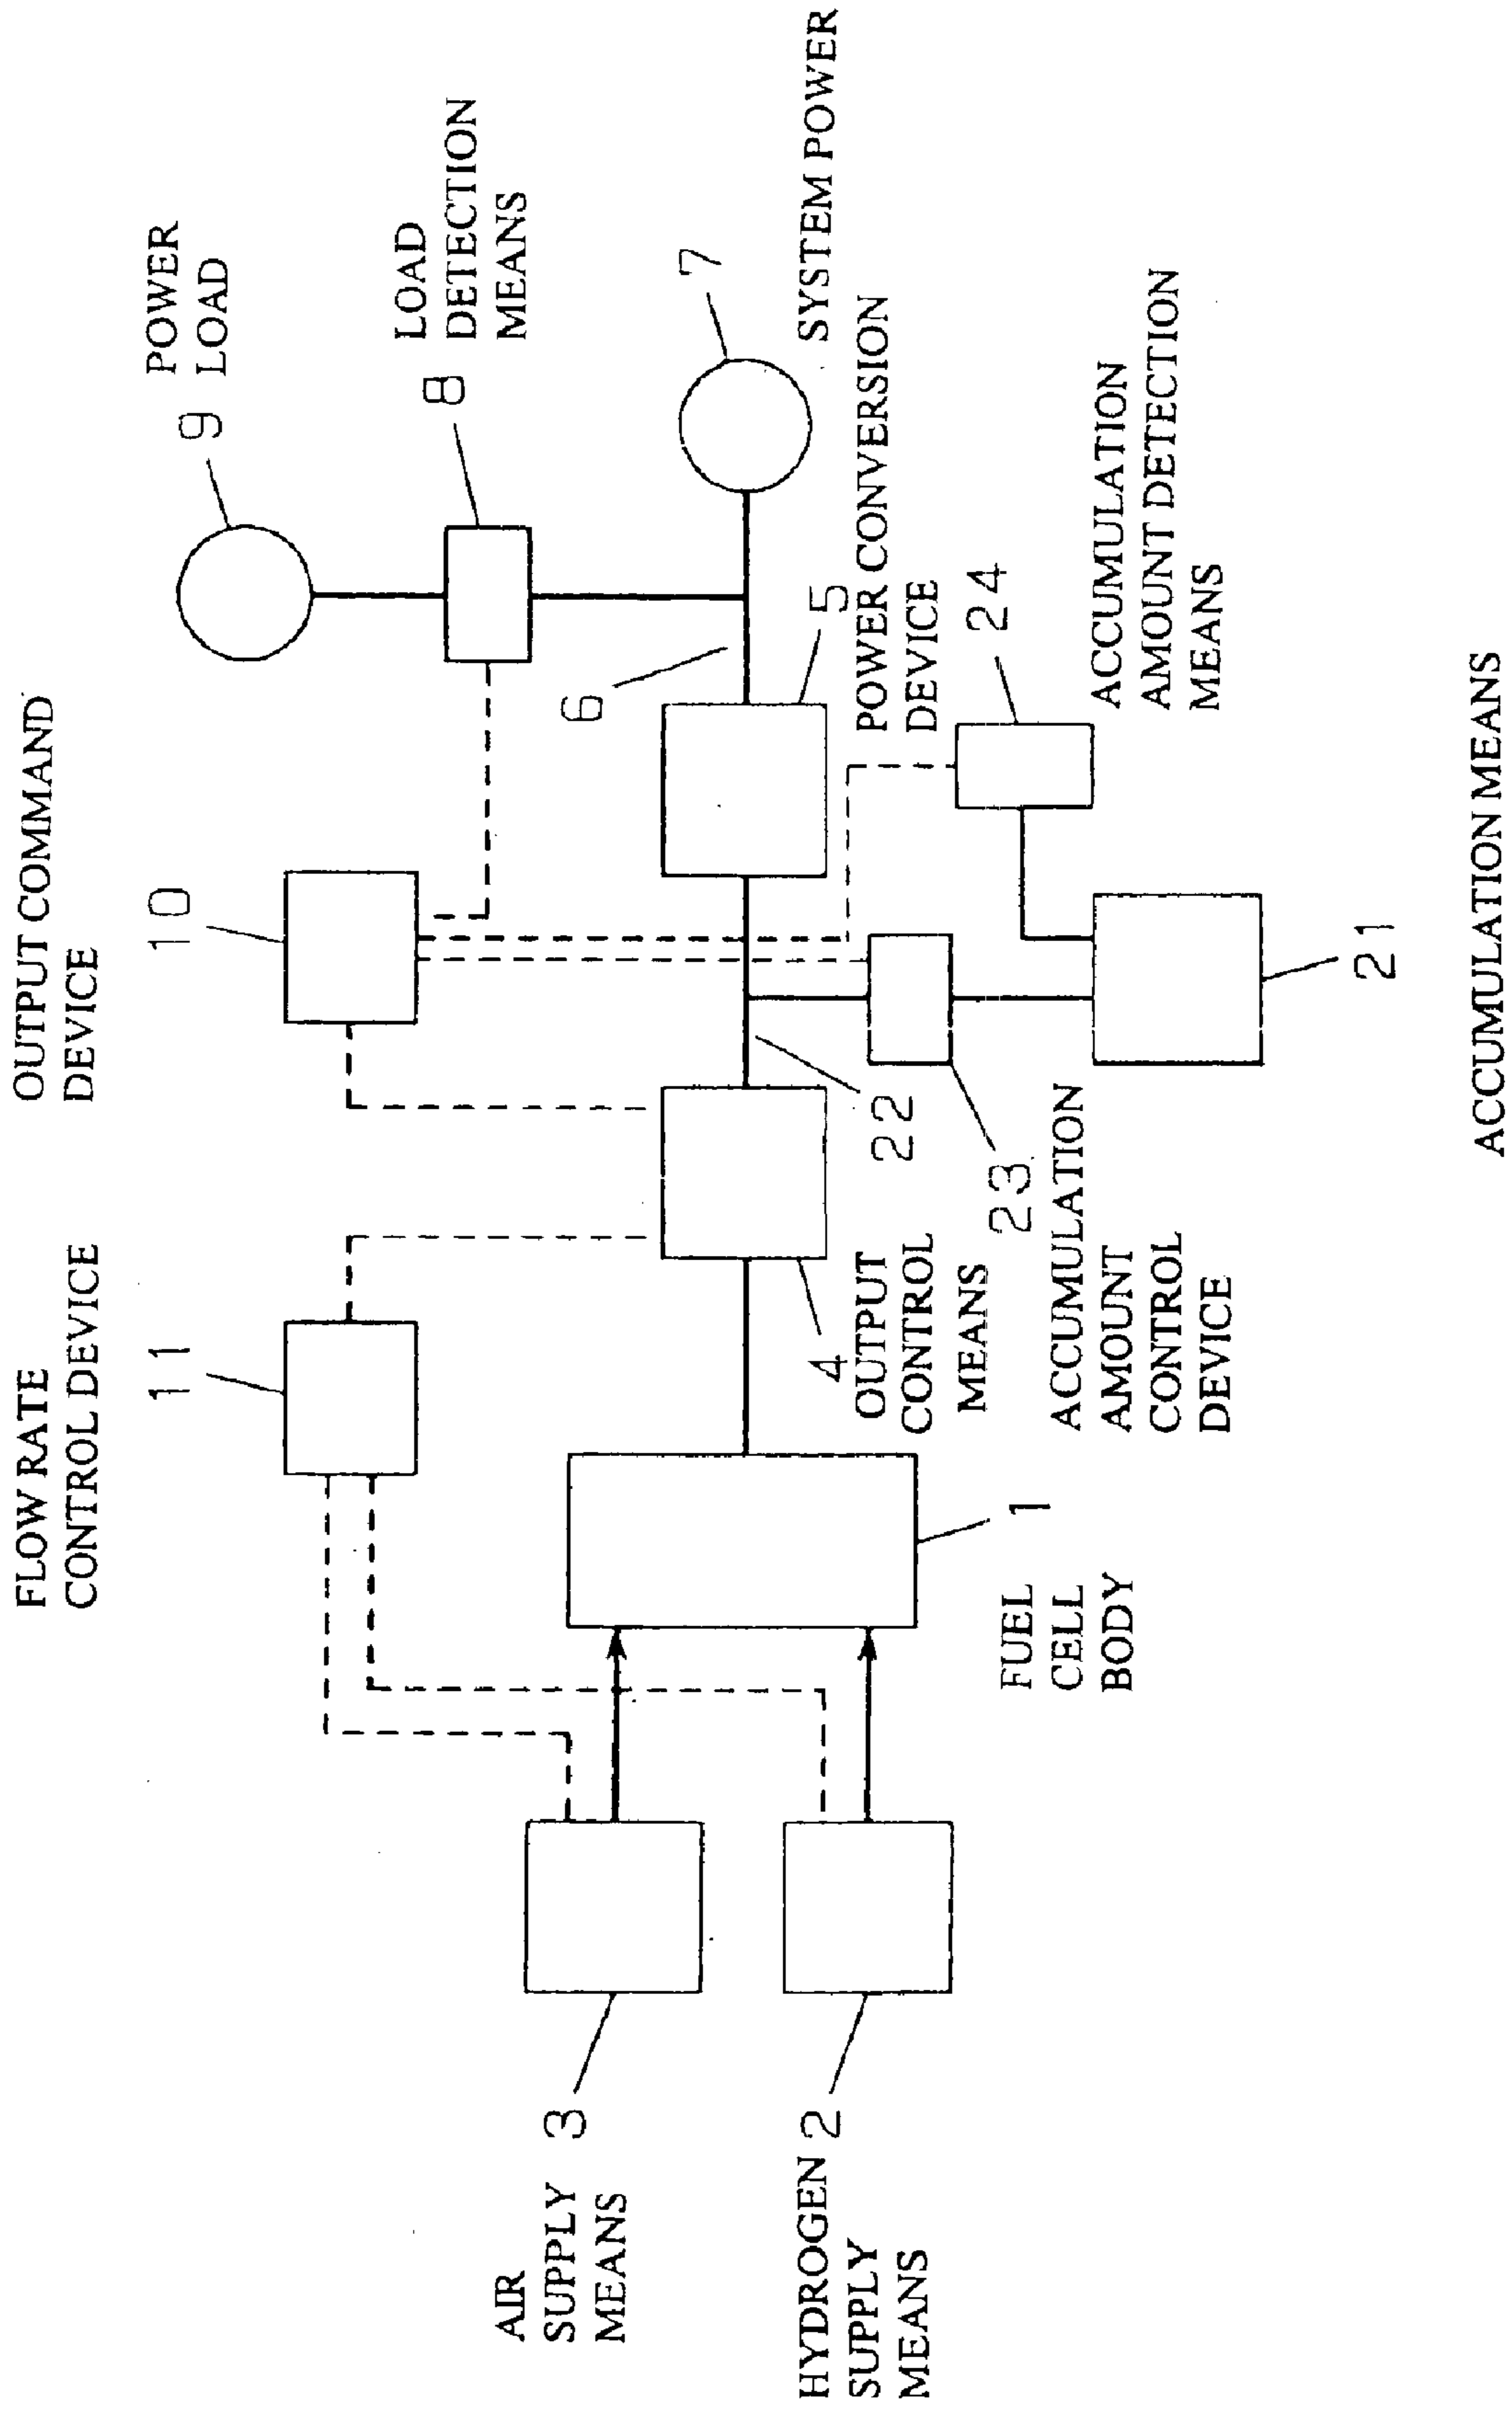 FLOW RATE
CONTROL DEVICE
11
OUTPUT COMMAND
DEVICE
10
POWER
LOAD
9
LOAD
DETECTION
MEANS
8
7
SYSTEM POWER
6
5
POWER CONVERSION
DEVICE
24
ACCUMULATION
AMOUNT DETECTION
MEANS
22
23
ACCUMULATION
AMOUNT
CONTROL
DEVICE
4
OUTPUT
CONTROL
MEANS
1
FUEL
CELL
BODY
AIR
SUPPLY
MEANS
3
HYDROGEN
SUPPLY
MEANS
2
21
ACCUMULATION MEANS